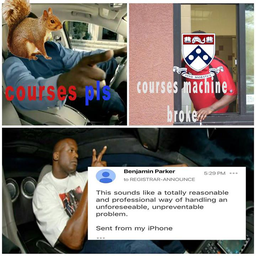 courses pls
courses machine.
broke
Benjamin Parker
5:29 PM
to REGISTRAR-ANNOUNCE
This sounds like a totally reasonable
and professional way of handling an
unforeseeable, unpreventable
problem.
Sent from my iPhone
...